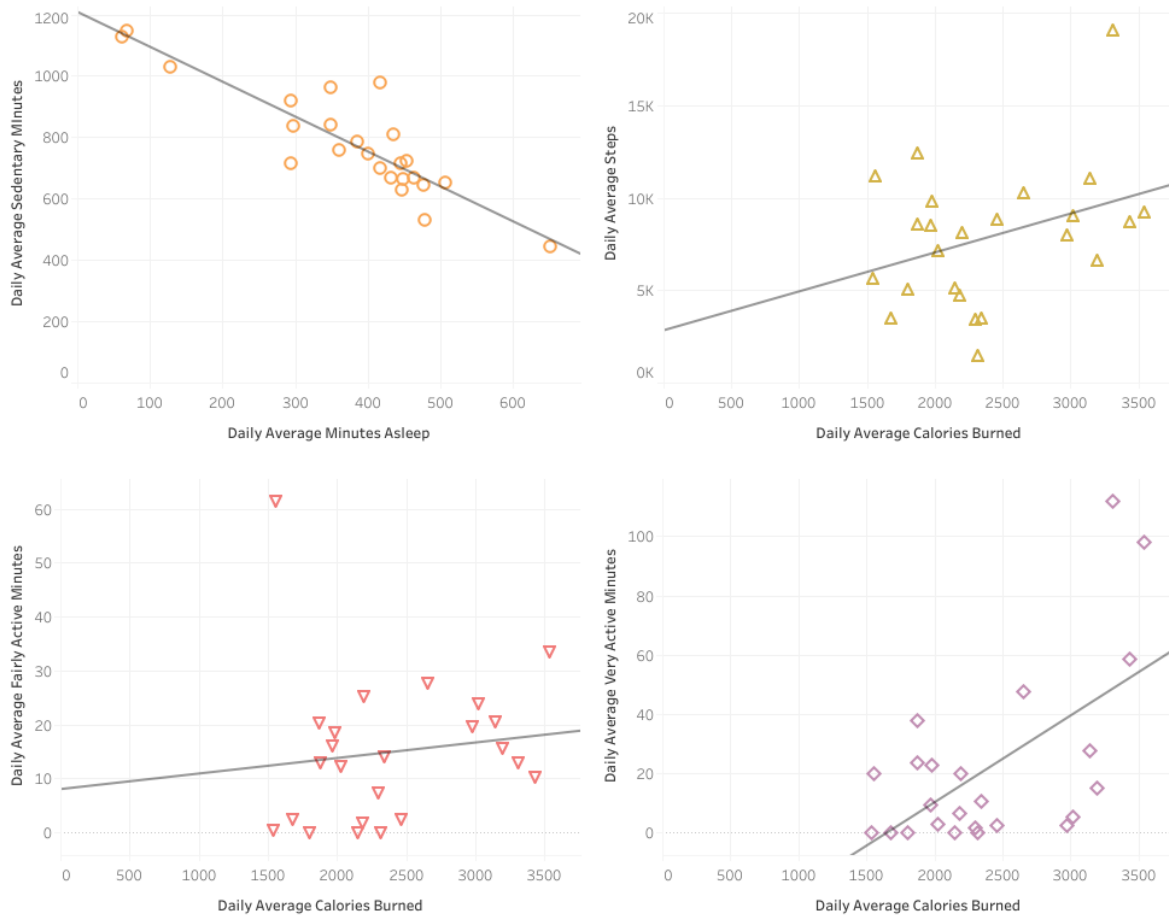 Daily Average Sedentary MInutes
1200
1000
800
600
400
200
0
0 100 200 300 400 500 600
Daily Average Minutes Asleep
Daily Average Steps
20K
15K
10K
5K
0K
0 500 1000 1500 2000 2500 3000 3500
Daily Average Calories Burned
Daily Average Fairly Active Minutes
60
50
40
30
20
10
0
0 500 1000 1500 2000 2500 3000 3500
Daily Average Calories Burned
Daily Average Very Active Minutes
100
80
60
40
20
0
0 500 1000 1500 2000 2500 3000 3500
Daily Average Calories Burned